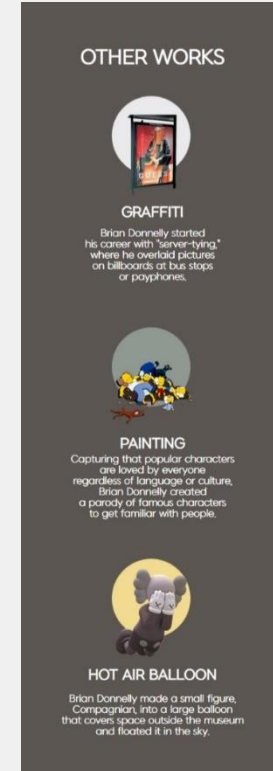 OTHER WORKS
GUESS
GRAFFITI
Brian Donnelly started
his career with "server-tying,"
where he overlaid pictures
on billboards at bus stops
or payphones.
PAINTING
Capturing that popular characters
are loved by everyone
regardless of language or culture,
Brian Donnelly created
a parody of famous characters
to get familiar with people.
HOT AIR BALLOON
Brian Donnelly made a small figure,
Compagnian, into a large balloon
that covers space outside the museum
and floated it in the sky.